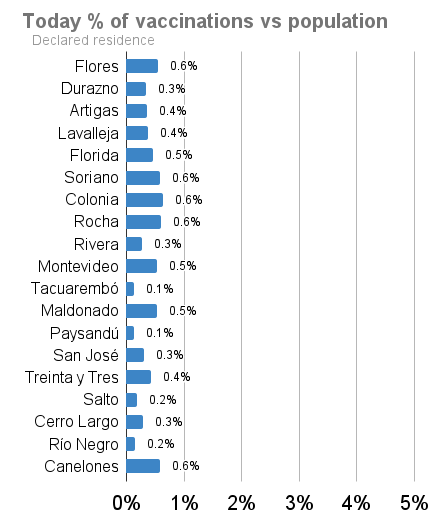 Today % of vaccinations vs population
Declared residence
Flores 0.6%
Durazno 0.3%
Artigas 0.4%
Lavalleja 0.4%
Florida 0.5%
Soriano 0.6%
Colonia 0.6%
Rocha 0.6%
Rivera 0.3%
Montevideo 0.5%
Tacuarembó 0.1%
Maldonado 0.5%
Paysandú 0.1%
San José 0.3%
Treinta y Tres 0.4%
Salto 0.2%
Cerro Largo 0.3%
Río Negro 0.2%
Canelones 0.6%
0% 1% 2% 3% 4% 5%